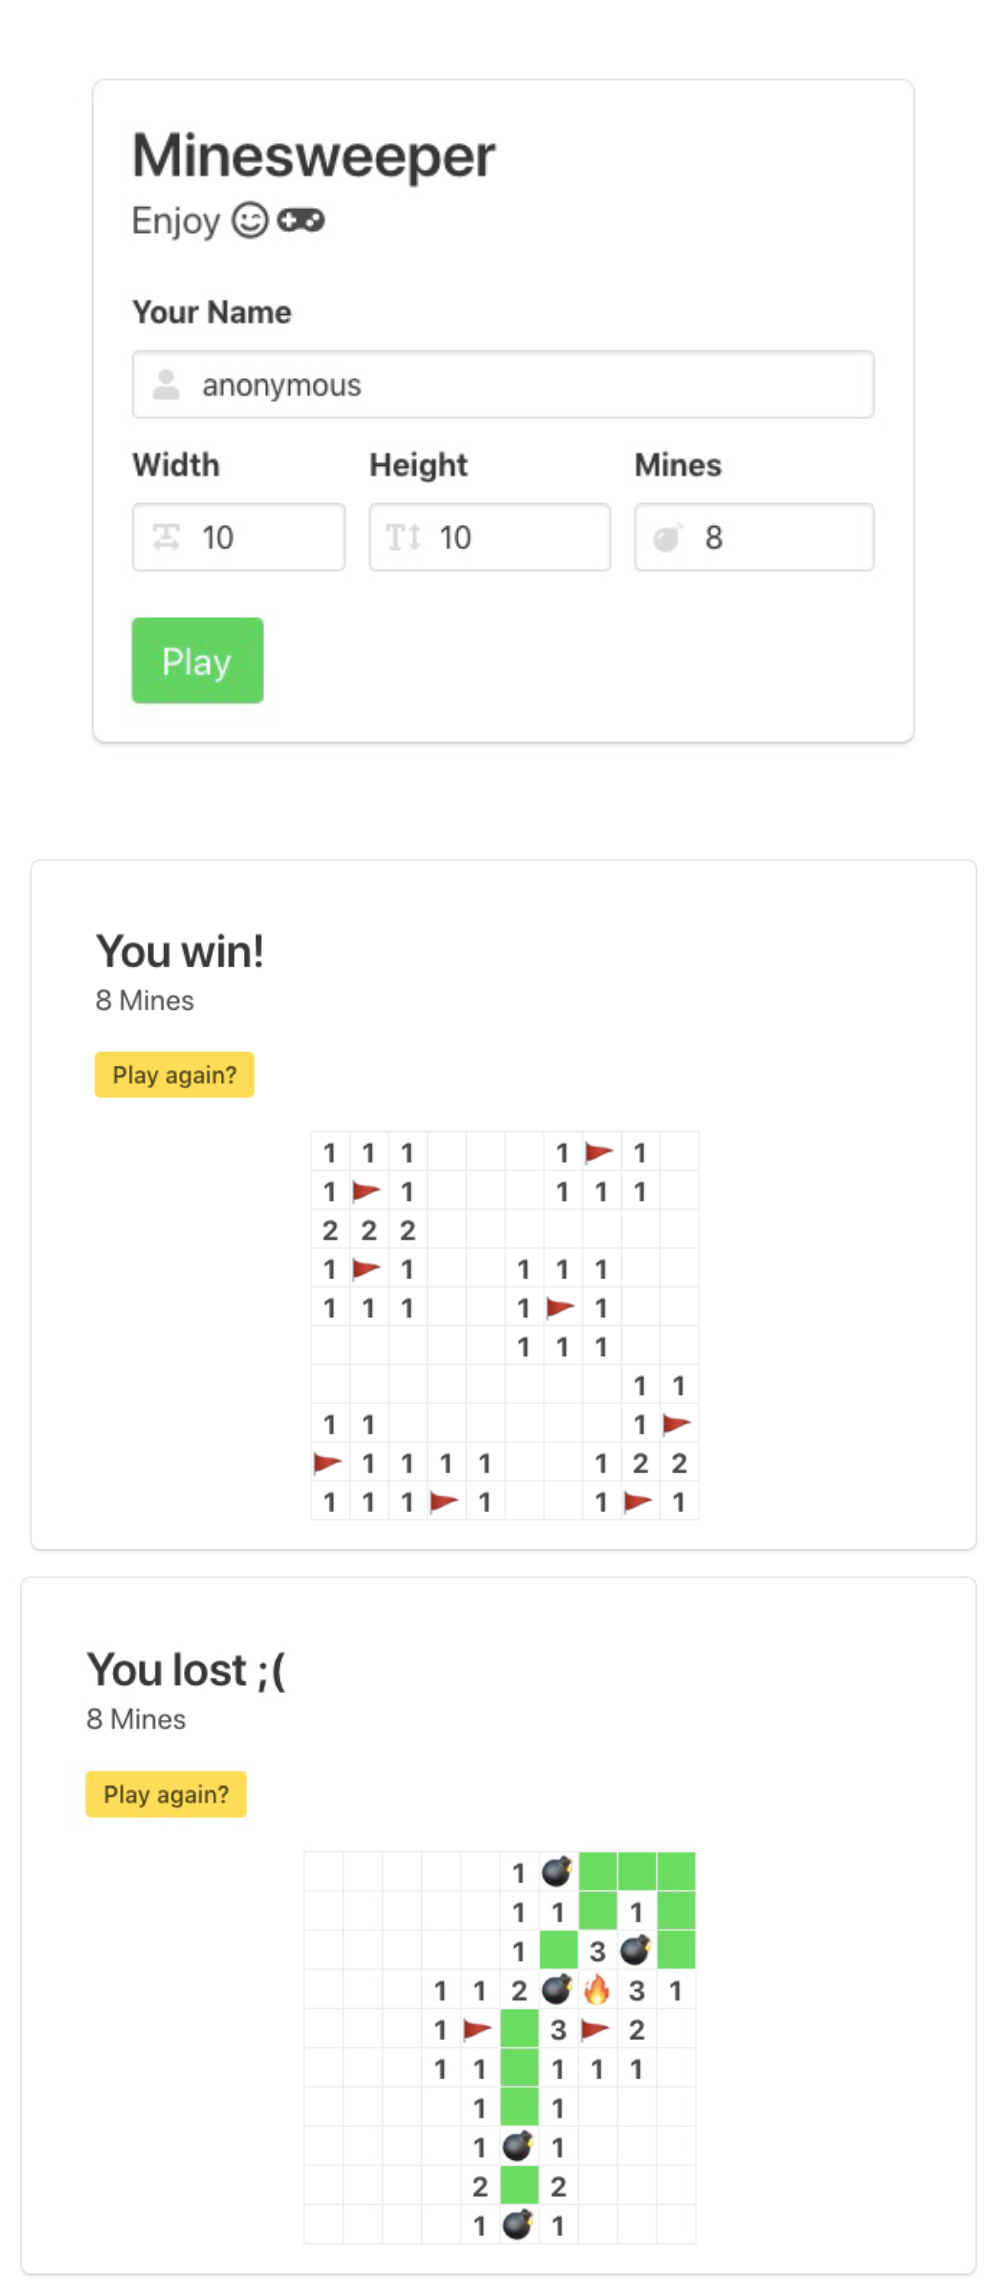 Minesweeper
Enjoy
Your Name
anonymous
Width Height Mines
10 10 8
Play
You win!
8 Mines
Play again?
1 1 1 1 1
1 1 1 1 1
2 2 2
1 1 1 1 1
1 1 1 1 1
1 1 1
1 1
1 1 1
1 1 1 1 1 2 2
1 1 1 1 1 1
You lost ;(
8 Mines
Play again?
1
1 1 1
1 3
1 1 2 3 1
1 3 2
1 1 1 1 1
1 1
1 1
2 2
1 1